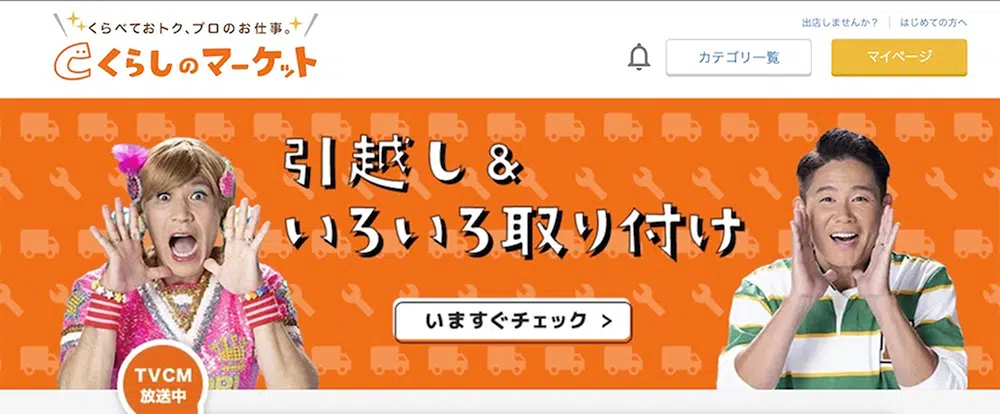 くらべておトク、プロのお仕事。
くらしのマーケット
出店しませんか？
はじめての方へ
カテゴリ一覧
マイページ
引越し&
いろいろ取り付け
いますぐチェック >
TVCM
放送中